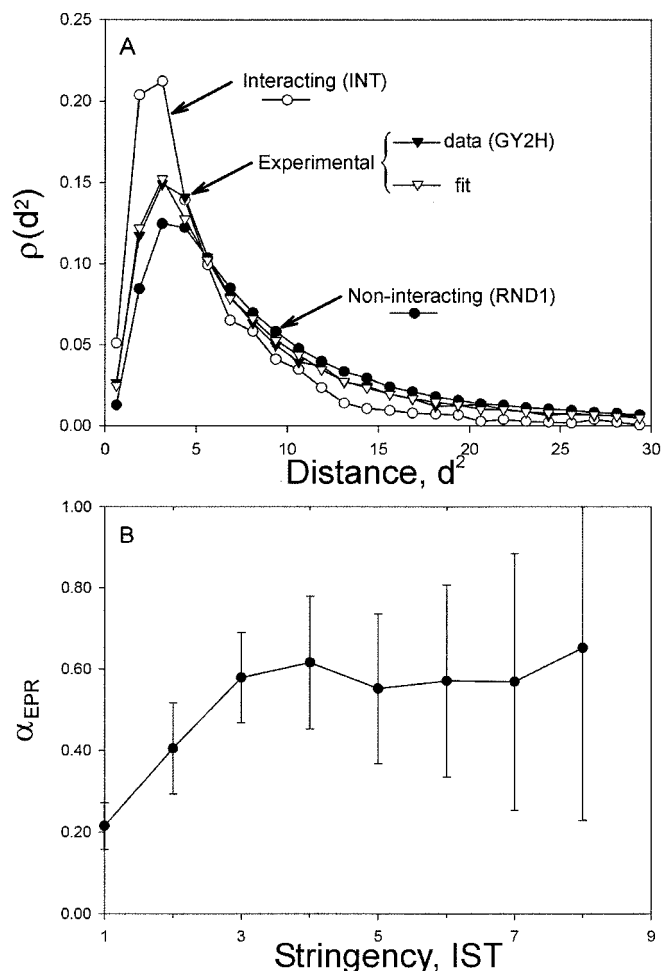 A
0.25
0.20
0.15
0.10
0.05
0.00
ρ(d²)
Interacting (INT)
Experimental
data (GY2H)
fit
Non-interacting (RND1)
0 5 10 15 20 25 30
Distance, d²
B
1.00
0.80
0.60
0.40
0.20
0.00
αEPR
1 3 5 7 9
Stringency, IST